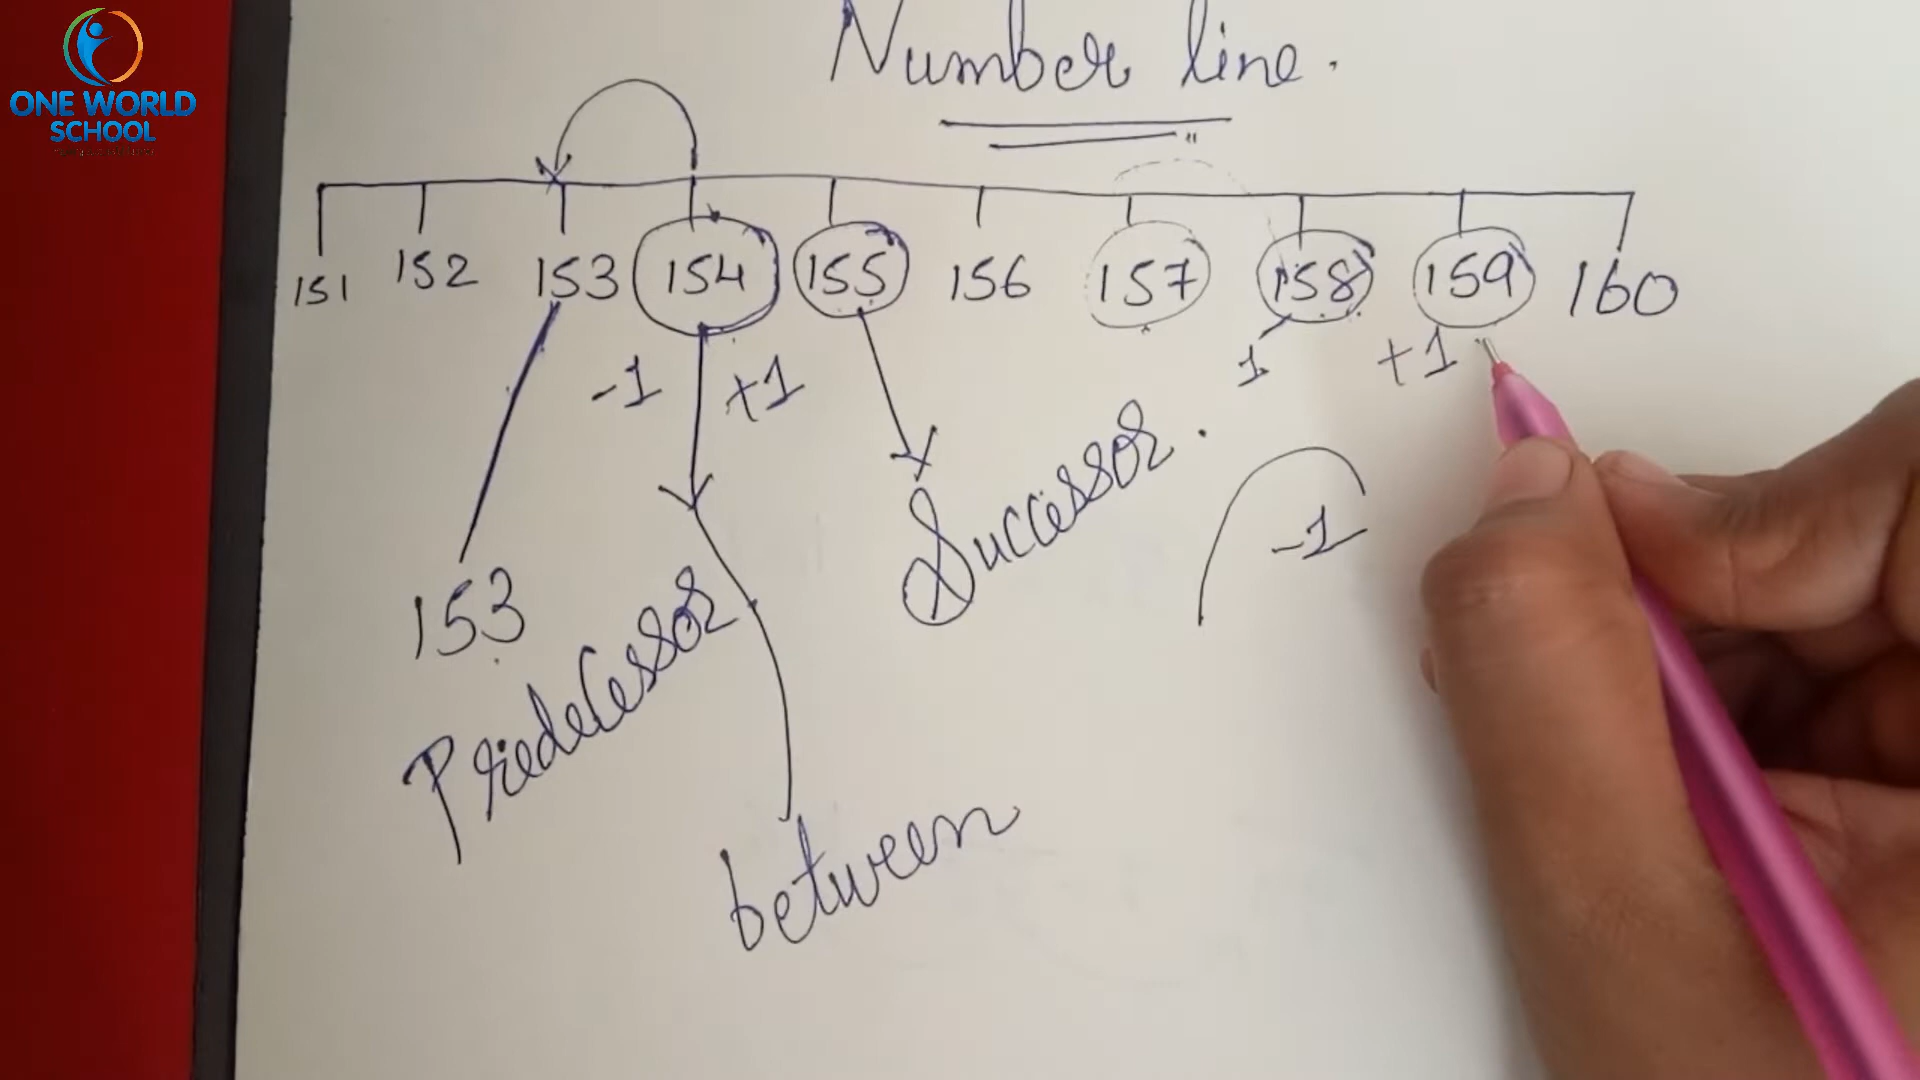 ONE WORLD
SCHOOL
Number line.
151 152 153 154 155 156 157 158 159 160
-1 +1 1 +1
-1
Successor.
153
Predecessor
between